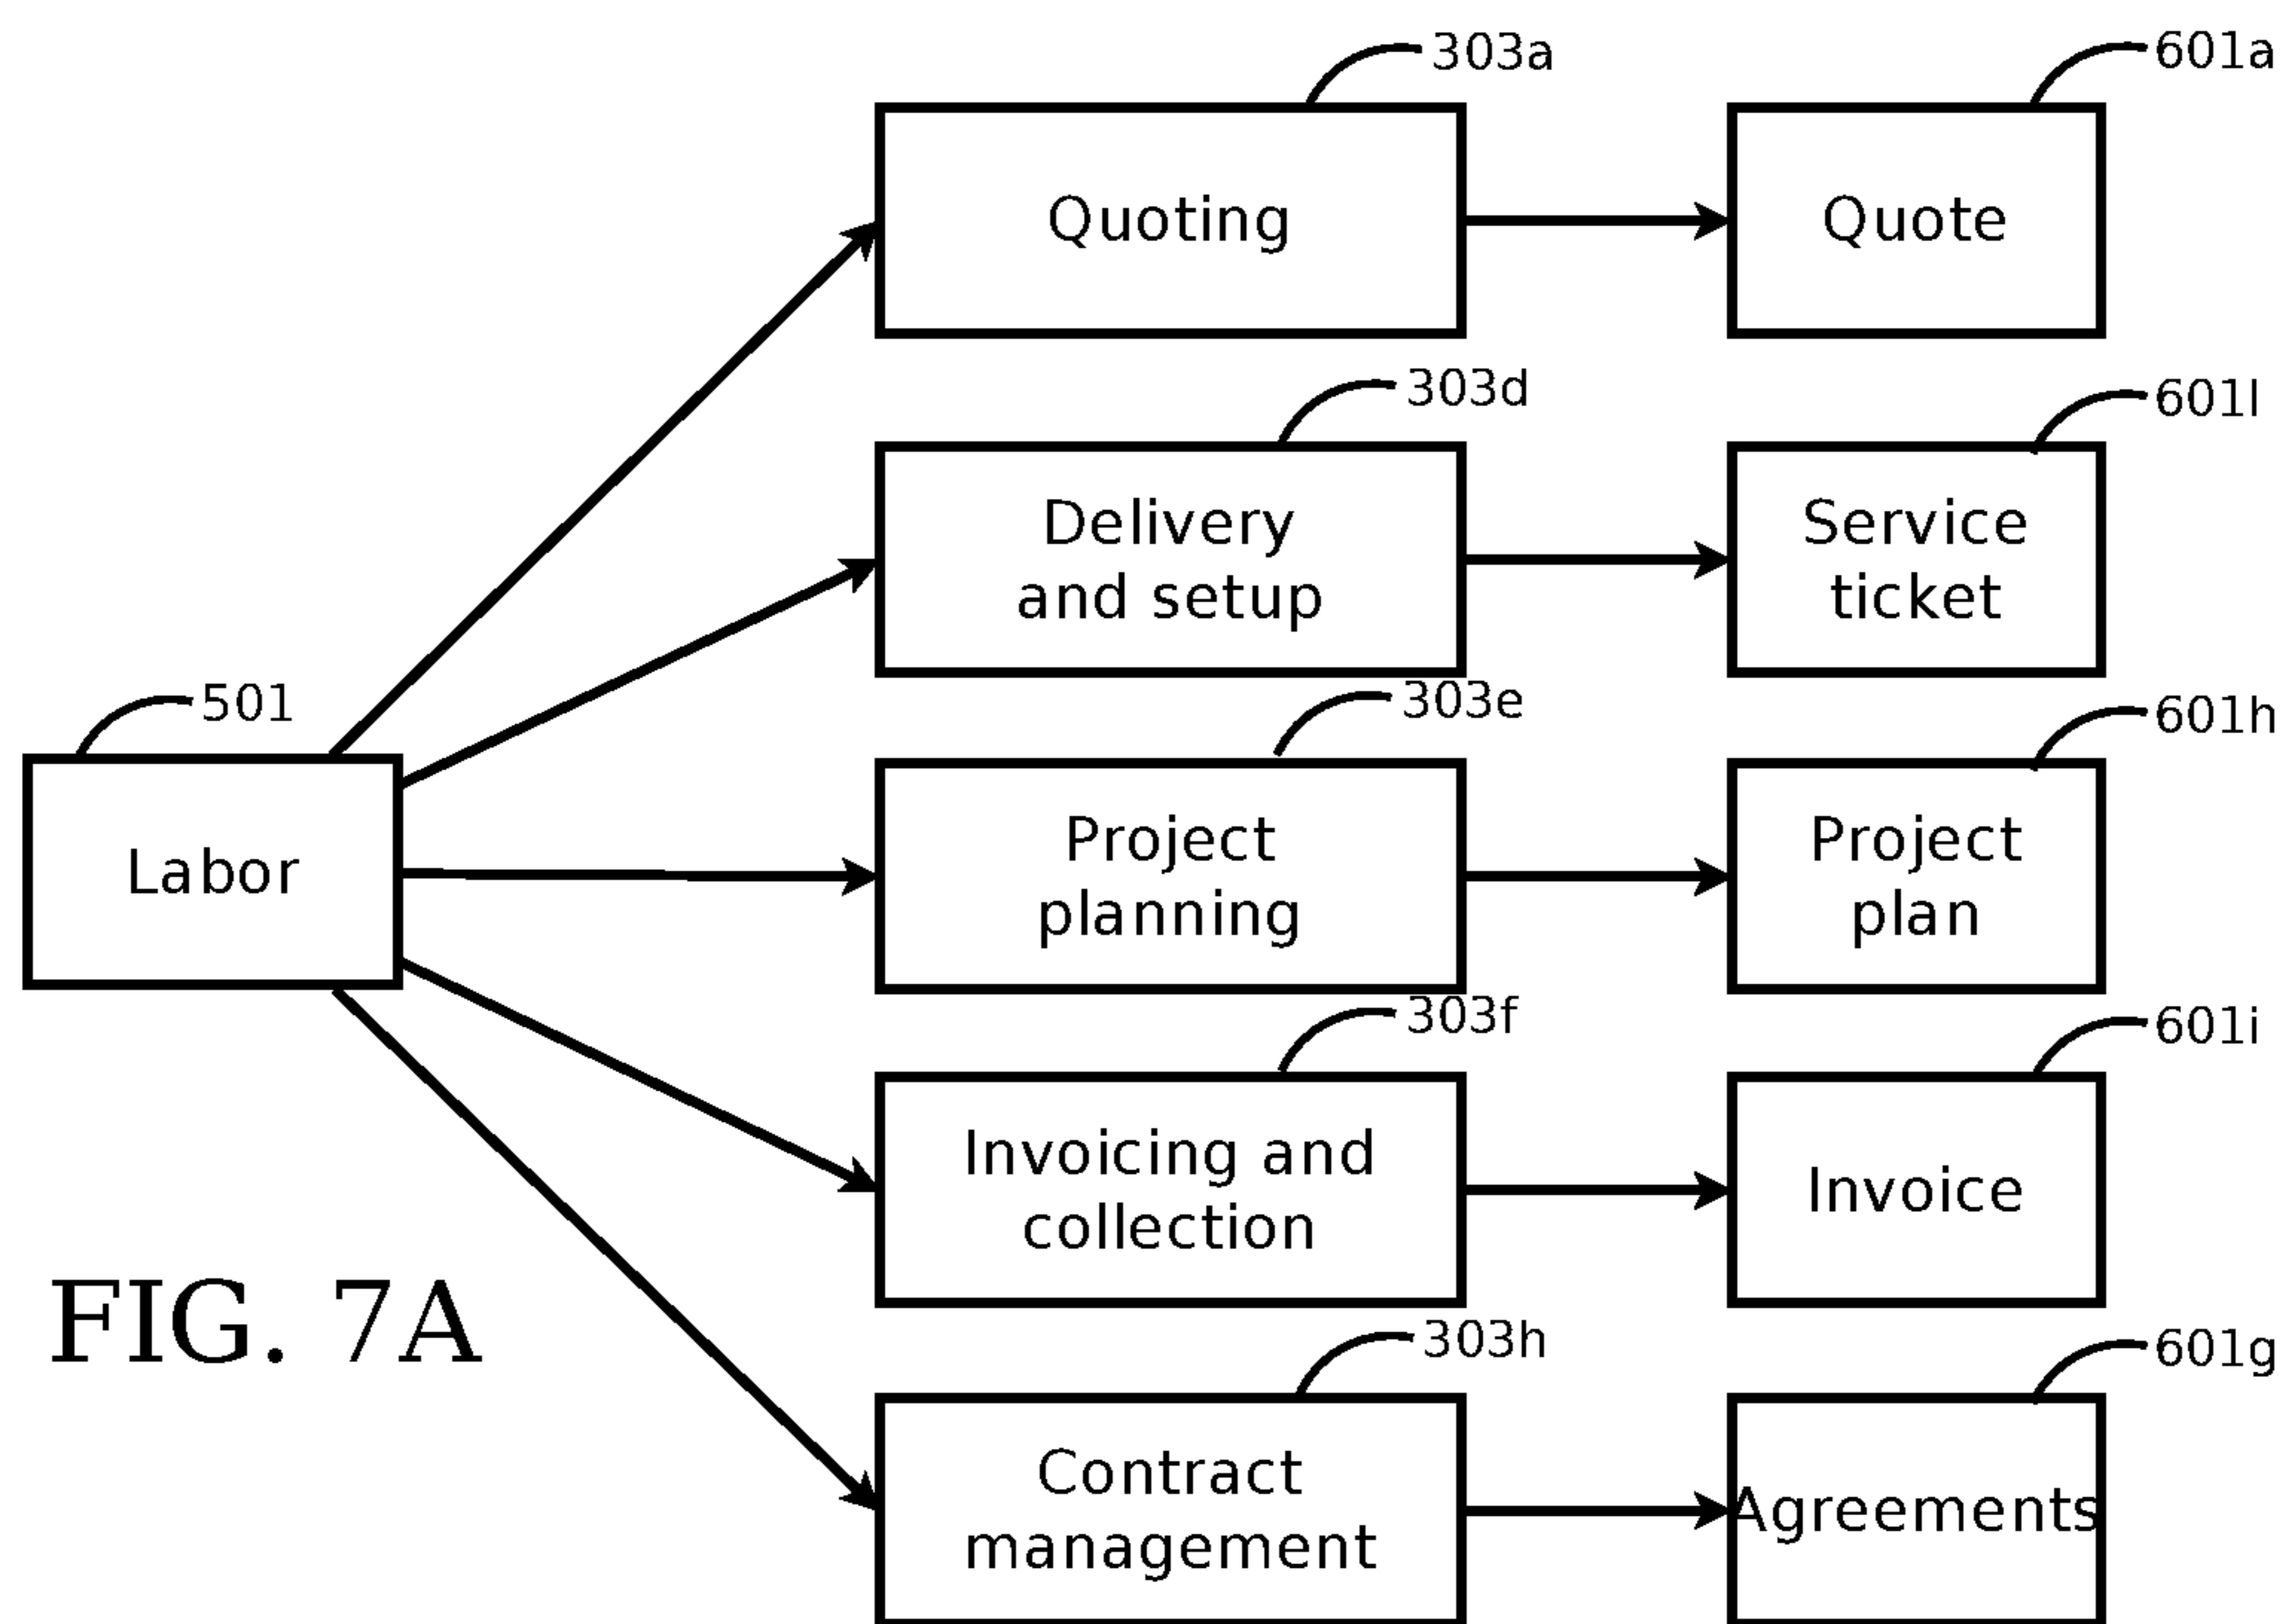 303a
601a
Quoting
Quote
303d
601l
Delivery
and setup
Service
ticket
501
303e
601h
Labor
Project
planning
Project
plan
303f
601i
Invoicing and
collection
Invoice
FIG. 7A
303h
601g
Contract
management
Agreements